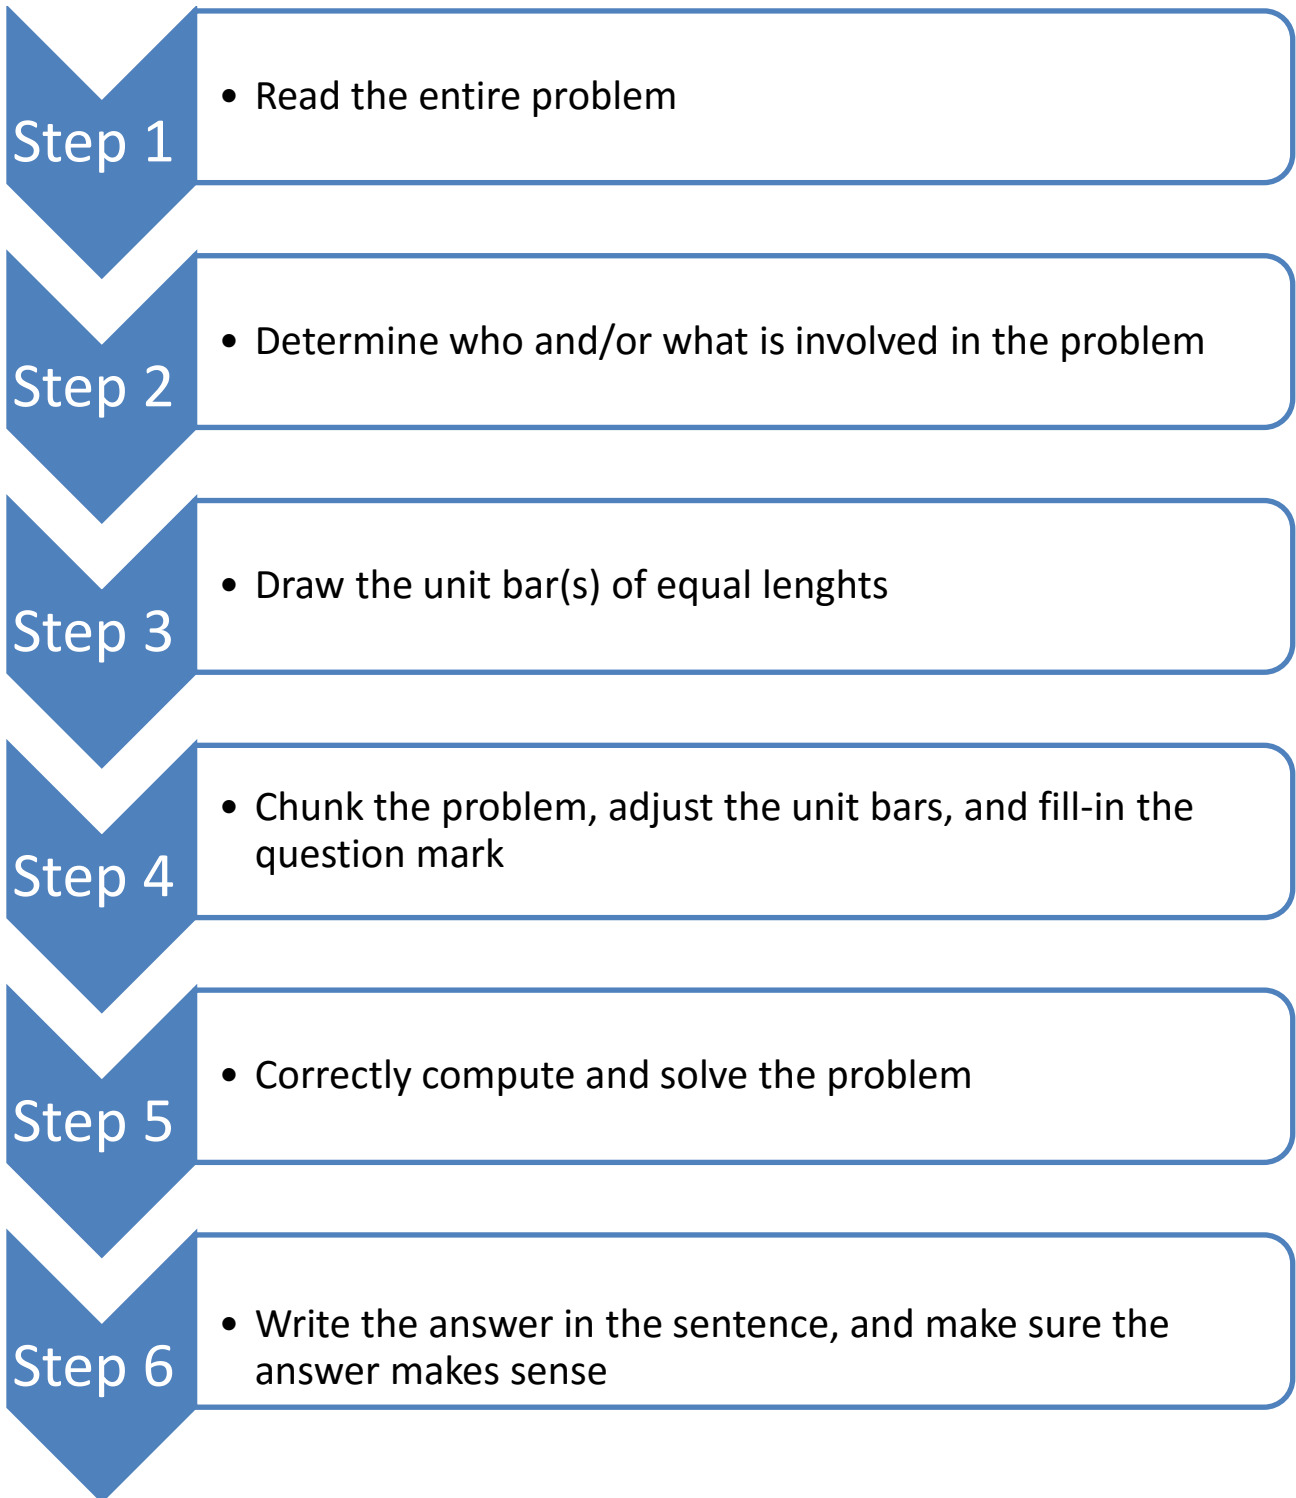 Step 1
• Read the entire problem
Step 2
• Determine who and/or what is involved in the problem
Step 3
• Draw the unit bar(s) of equal lenghts
Step 4
• Chunk the problem, adjust the unit bars, and fill-in the
question mark
Step 5
• Correctly compute and solve the problem
Step 6
• Write the answer in the sentence, and make sure the
answer makes sense